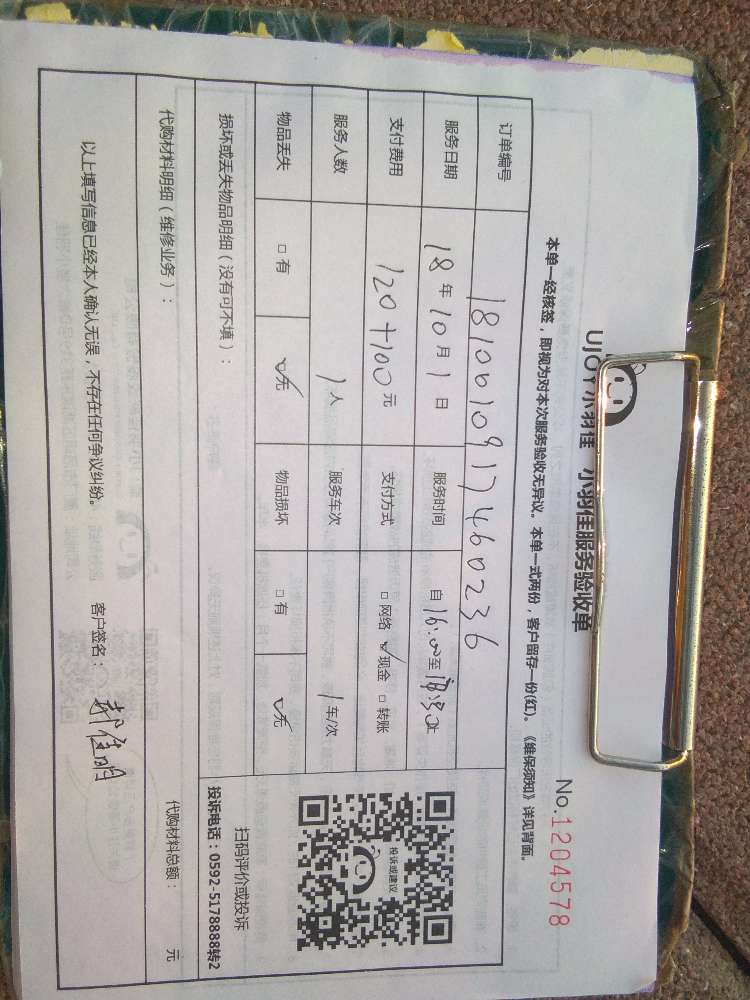 UJOY小羽佳 小羽佳服务验收单
No.1204578
本单一经核签，即视为对本次服务验收无异议。本单一式两份，客户留存一份(红)。《维保须知》详见背面。
订单编号 1810010917460236
服务日期 18年10月1日 服务时间 自16:00至18:30止
支付费用 120+100元 支付方式 □网络 ☑现金 □转账
服务人数 1人 服务车次 1车/次
物品丢失 □有 ☑无 物品损坏 □有 ☑无
投诉或建议
扫码评价或投诉
投诉电话：0592-5178888转2
损坏或丢失物品明细（没有可不填）：
代购材料明细（维修业务）： 代购材料总额： 元
以上填写信息已经本人确认无误，不存在任何争议纠纷。 客户签名： 郝佳明